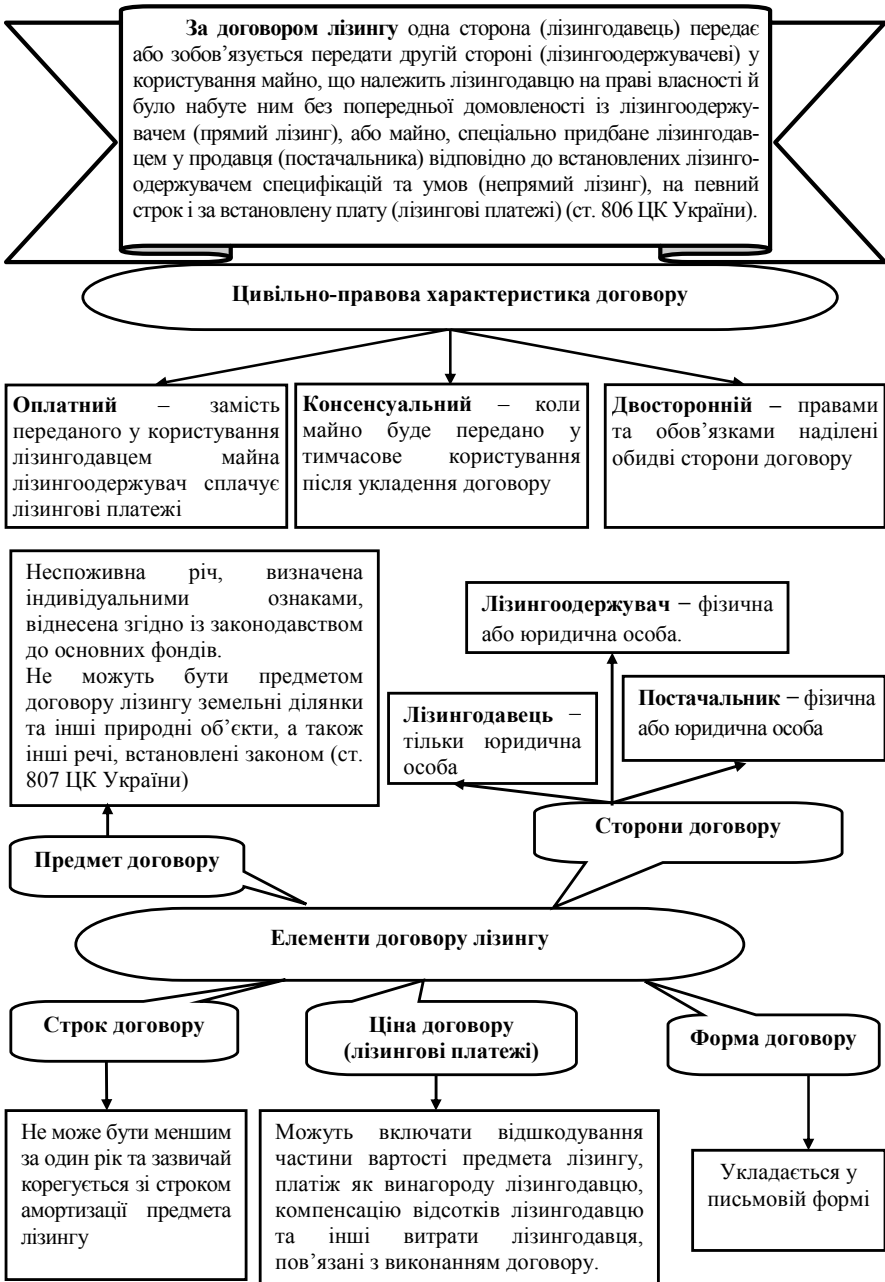 За договором лізингу одна сторона (лізингодавець) передає
або зобов’язується передати другій стороні (лізингоодержувачеві) у
користування майно, що належить лізингодавцю на праві власності й
було набуте ним без попередньої домовленості із лізингоодержу-
вачем (прямий лізинг), або майно, спеціально придбане лізингодав-
цем у продавця (постачальника) відповідно до встановлених лізинго-
одержувачем специфікацій та умов (непрямий лізинг), на певний
строк і за встановлену плату (лізингові платежі) (ст. 806 ЦК України).
Цивільно-правова характеристика договору
Оплатний – замість
переданого у користування
лізингодавцем майна
лізингоодержувач сплачує
лізингові платежі
Консенсуальний – коли
майно буде передано у
тимчасове користування
після укладення договору
Двосторонній – правами
та обов’язками наділені
обидві сторони договору
Неспоживна річ, визначена
індивідуальними ознаками,
віднесена згідно із законодавством
до основних фондів.
Не можуть бути предметом
договору лізингу земельні ділянки
та інші природні об’єкти, а також
інші речі, встановлені законом (ст.
807 ЦК України)
Лізингоодержувач – фізична
або юридична особа.
Лізингодавець –
тільки юридична
особа
Постачальник – фізична
або юридична особа
Предмет договору
Сторони договору
Елементи договору лізингу
Строк договору
Ціна договору
(лізингові платежі)
Форма договору
Не може бути меншим
за один рік та зазвичай
корегується зі строком
амортизації предмета
лізингу
Можуть включати відшкодування
частини вартості предмета лізингу,
платіж як винагороду лізингодавцю,
компенсацію відсотків лізингодавцю
та інші витрати лізингодавця,
пов’язані з виконанням договору.
Укладається у
письмовій формі